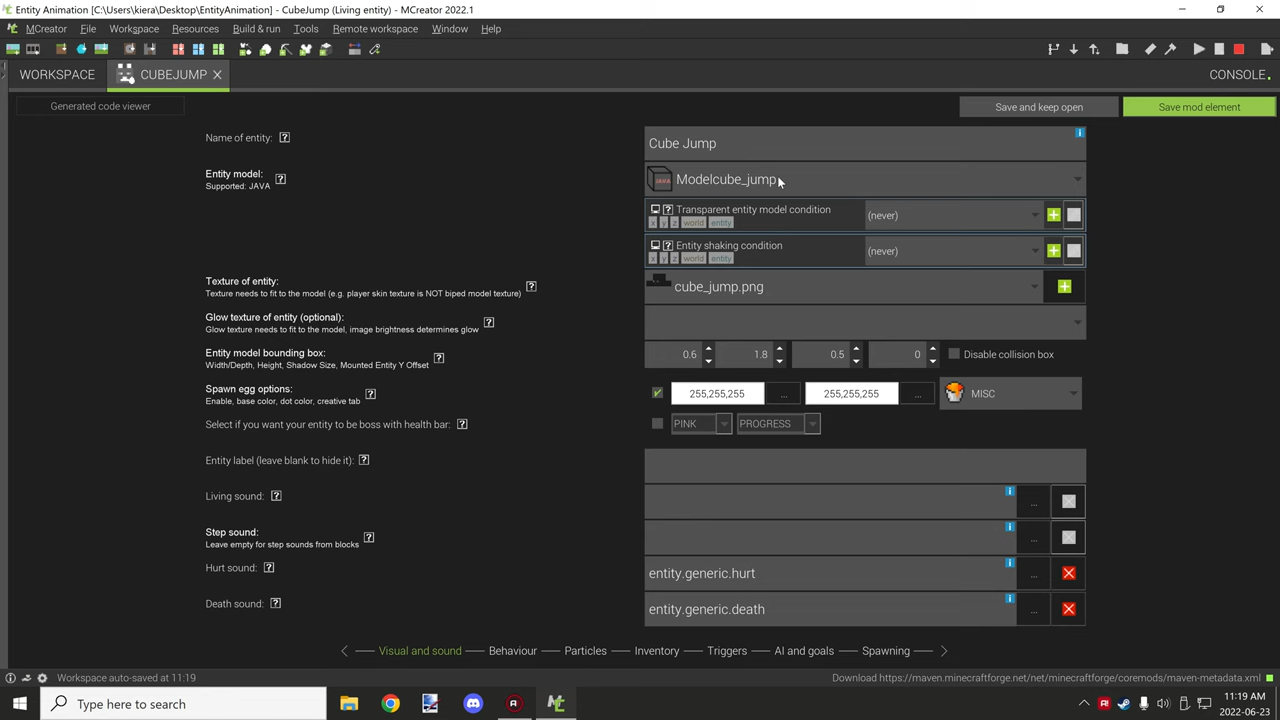 Entity Animation [C:\Users\kiera\Desktop\EntityAnimation] - CubeJump (Living entity) - MCreator 2022.1
MCreator File Workspace Resources Build & run Tools Remote workspace Window Help
WORKSPACE CUBEJUMP CONSOLE
Generated code viewer Save and keep open Save mod element
Name of entity: Cube Jump
Entity model: Modelcube_jump
Supported: JAVA
Transparent entity model condition (never)
x y z world entity
Entity shaking condition (never)
x y z world entity
Texture of entity: cube_jump.png
Texture needs to fit to the model (e.g. player skin texture is NOT biped model texture)
Glow texture of entity (optional):
Glow texture needs to fit to the model, image brightness determines glow
Entity model bounding box: 0.6 1.8 0.5 0 Disable collision box
Width/Depth, Height, Shadow Size, Mounted Entity Y Offset
Spawn egg options: 255,255,255 ... 255,255,255 ... MISC
Enable, base color, dot color, creative tab
Select if you want your entity to be boss with health bar: PINK PROGRESS
Entity label (leave blank to hide it):
Living sound: ...
Step sound: ...
Leave empty for step sounds from blocks
Hurt sound: entity.generic.hurt ...
Death sound: entity.generic.death ...
Visual and sound Behaviour Particles Inventory Triggers AI and goals Spawning
Workspace auto-saved at 11:19 Download https://maven.minecraftforge.net/net/minecraftforge/coremods/maven-metadata.xml
Type here to search 11:19 AM
2022-06-23